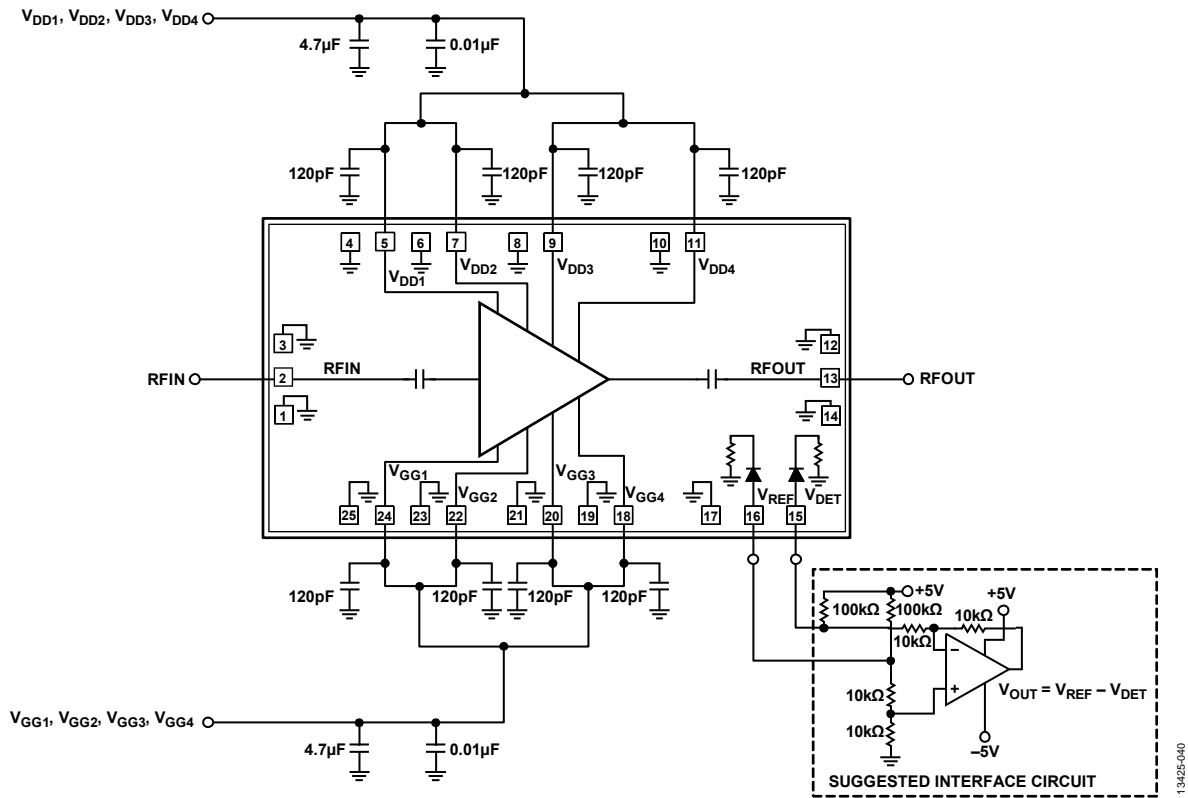 VDD1, VDD2, VDD3, VDD4
4.7µF
0.01µF
120pF
120pF
120pF
120pF
4
5
6
7
8
9
10
11
VDD1
VDD2
VDD3
VDD4
3
12
RFIN
2
RFIN
RFOUT
13
RFOUT
1
14
VGG1
VGG2
VGG3
VGG4
VREF
VDET
25
24
23
22
21
20
19
18
17
16
15
120pF
120pF
120pF
120pF
+5V
+5V
100kΩ
100kΩ
10kΩ
10kΩ
–
+
10kΩ
10kΩ
VOUT = VREF – VDET
–5V
SUGGESTED INTERFACE CIRCUIT
VGG1, VGG2, VGG3, VGG4
4.7µF
0.01µF
13425-040